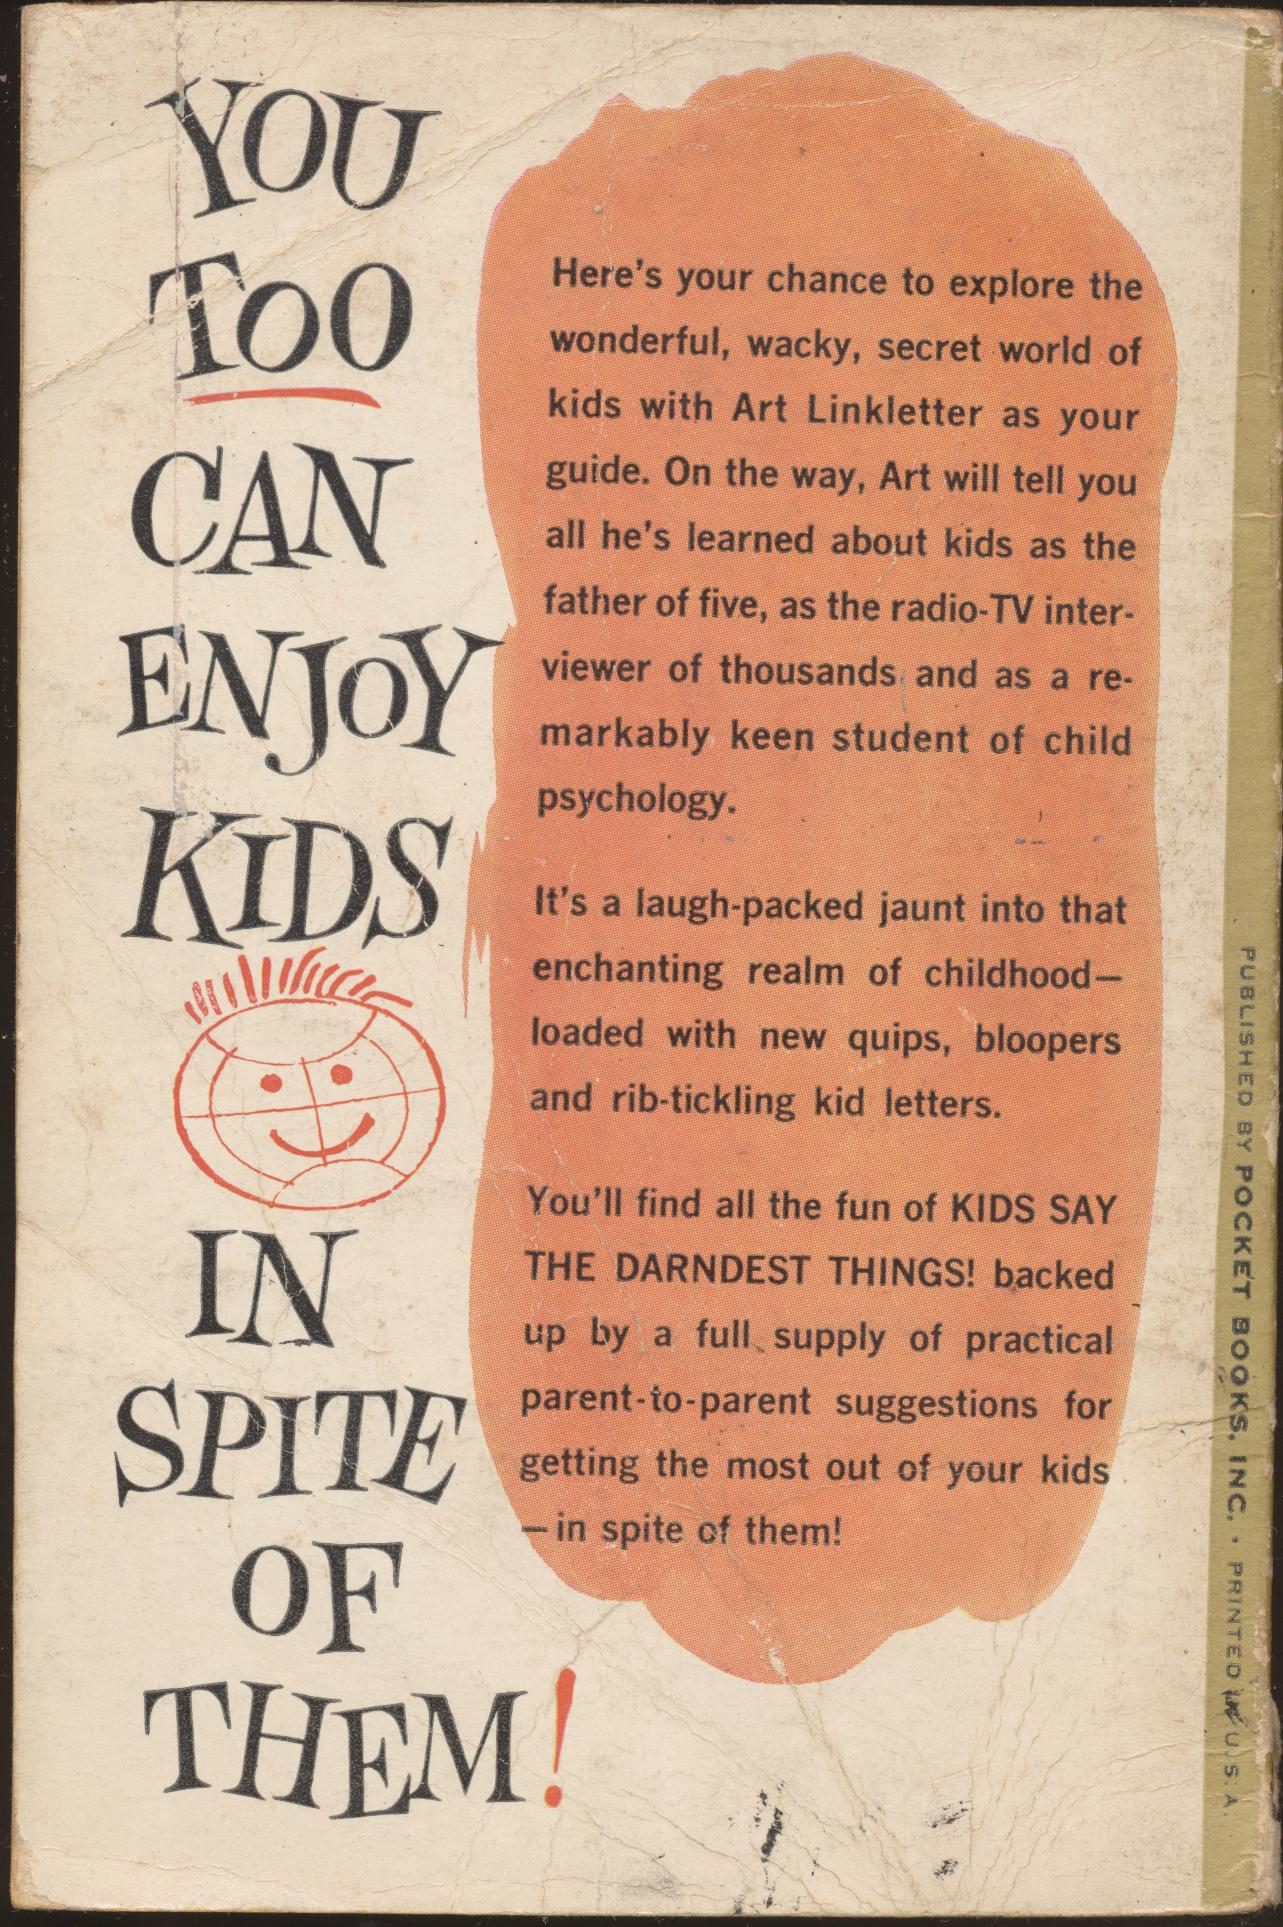 YOU
TOO
CAN
ENJOY
KIDS
IN
SPITE
OF
THEM!
Here's your chance to explore the
wonderful, wacky, secret world of
kids with Art Linkletter as your
guide. On the way, Art will tell you
all he's learned about kids as the
father of five, as the radio-TV inter-
viewer of thousands and as a re-
markably keen student of child
psychology.
It's a laugh-packed jaunt into that
enchanting realm of childhood—
loaded with new quips, bloopers
and rib-tickling kid letters.
You'll find all the fun of KIDS SAY
THE DARNDEST THINGS! backed
up by a full supply of practical
parent-to-parent suggestions for
getting the most out of your kids
—in spite of them!
PUBLISHED BY POCKET BOOKS, INC. • PRINTED IN U.S.A.